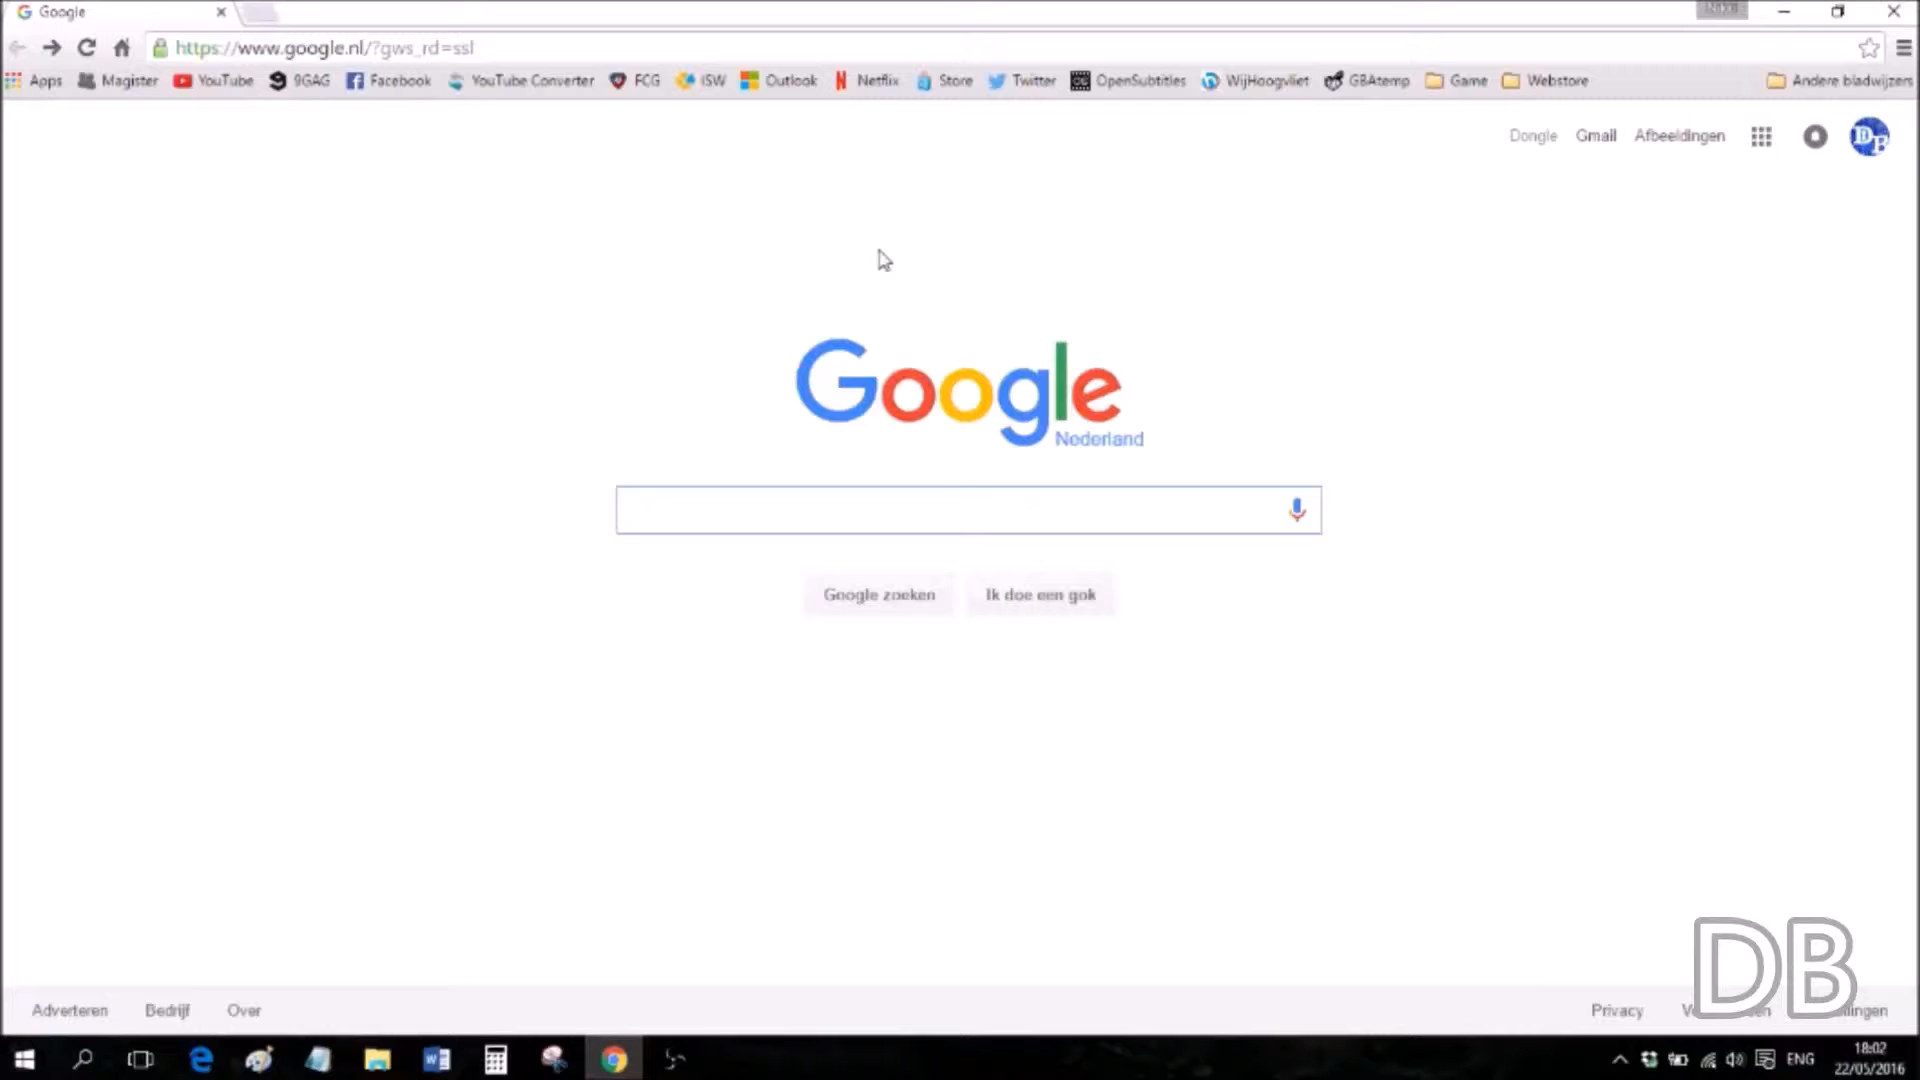 Google
https://www.google.nl/?gws_rd=ssl
Apps Magister YouTube 9GAG Facebook YouTube Converter FCG ISW Outlook Netflix Store Twitter OpenSubtitles WijHoogvliet GBAtemp Game Webstore Andere bladwijzers
Dongle Gmail Afbeeldingen DB
Google
Nederland
Google zoeken Ik doe een gok
DB
Adverteren Bedrijf Over Privacy
ENG 18:02
22/05/2016